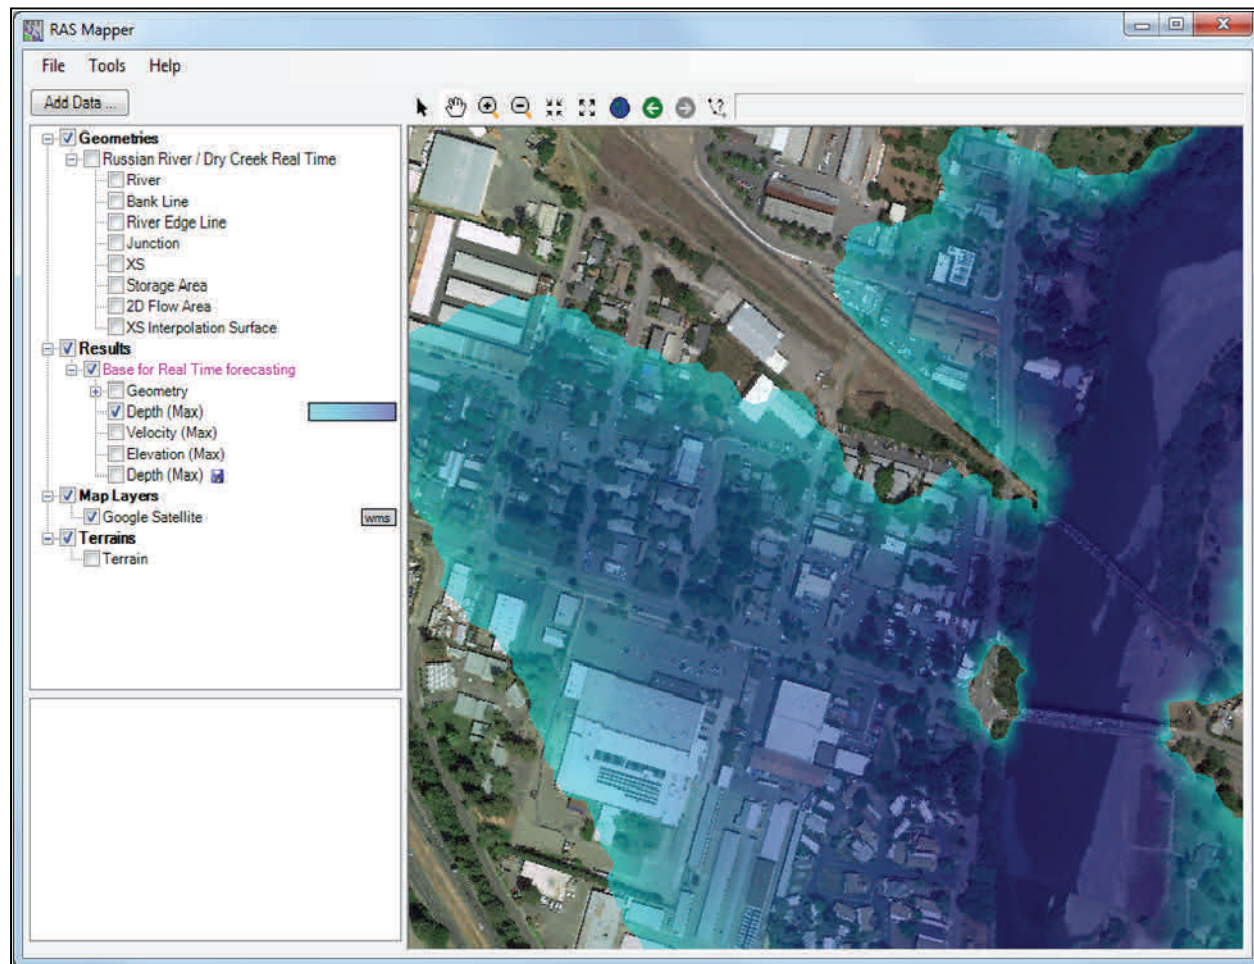 RAS Mapper
File Tools Help
Add Data ...
Geometries
Russian River / Dry Creek Real Time
River
Bank Line
River Edge Line
Junction
XS
Storage Area
2D Flow Area
XS Interpolation Surface
Results
Base for Real Time forecasting
Geometry
Depth (Max)
Velocity (Max)
Elevation (Max)
Depth (Max)
Map Layers
Google Satellite wms
Terrains
Terrain